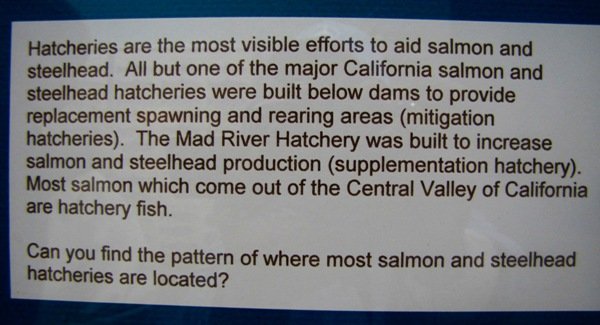 Hatcheries are the most visible efforts to aid salmon and
steelhead.  All but one of the major California salmon and
steelhead hatcheries were built below dams to provide
replacement spawning and rearing areas (mitigation
hatcheries).  The Mad River Hatchery was built to increase
salmon and steelhead production (supplementation hatchery).
Most salmon which come out of the Central Valley of California
are hatchery fish.

Can you find the pattern of where most salmon and steelhead
hatcheries are located?